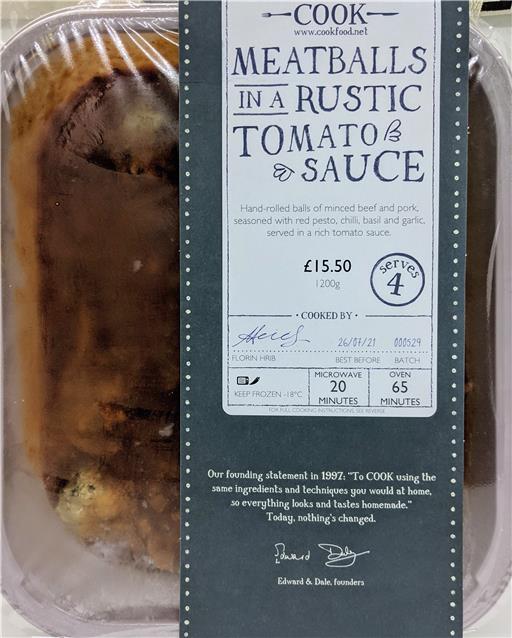 COOK
www.cookfood.net
MEATBALLS
IN A RUSTIC
TOMATO
SAUCE
Hand-rolled balls of minced beef and pork,
seasoned with red pesto, chilli, basil and garlic,
served in a rich tomato sauce.
£15.50
1200g
serves
4
· COOKED BY ·
26/07/21 000529
FLORIN HRIB BEST BEFORE BATCH
KEEP FROZEN -18°C
MICROWAVE
20
MINUTES
OVEN
65
MINUTES
FOR FULL COOKING INSTRUCTIONS, SEE REVERSE
Our founding statement in 1997: "To COOK using the
same ingredients and techniques you would at home,
so everything looks and tastes homemade."
Today, nothing's changed.
Edward Dale
Edward & Dale, founders